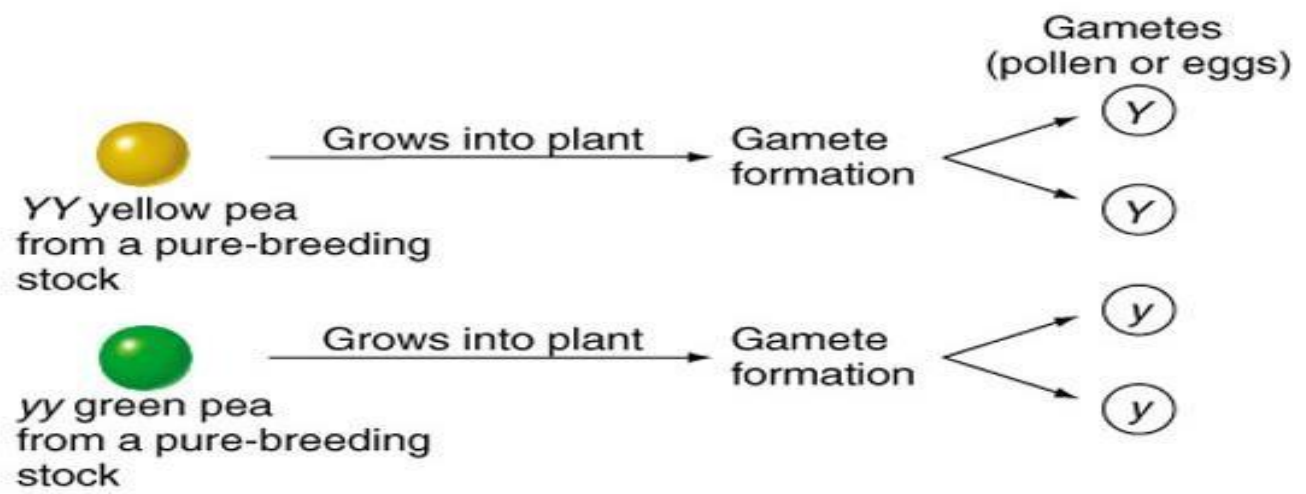 Gametes
(pollen or eggs)
Y
Grows into plant
Gamete
formation
Y
YY yellow pea
from a pure-breeding
stock
y
Grows into plant
Gamete
formation
y
yy green pea
from a pure-breeding
stock